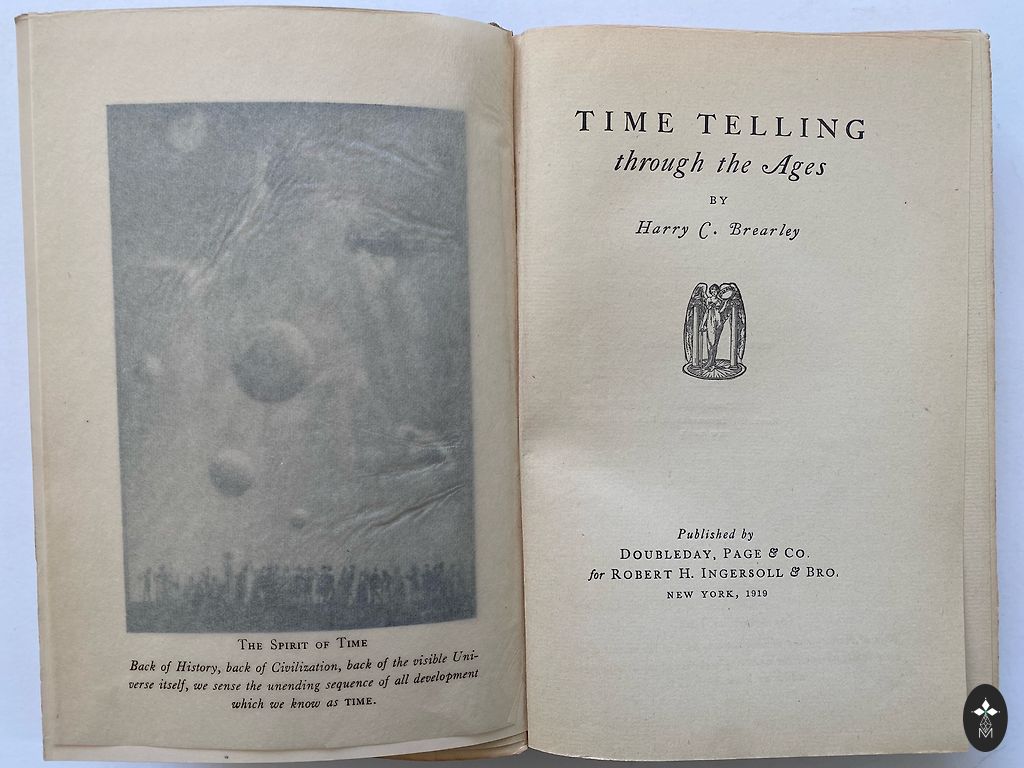 The Spirit of Time
Back of History, back of Civilization, back of the visible Uni-
verse itself, we sense the unending sequence of all development
which we know as TIME.
TIME TELLING
through the Ages
BY
Harry C. Brearley
Published by
Doubleday, Page & Co.
for Robert H. Ingersoll & Bro.
NEW YORK, 1919
M